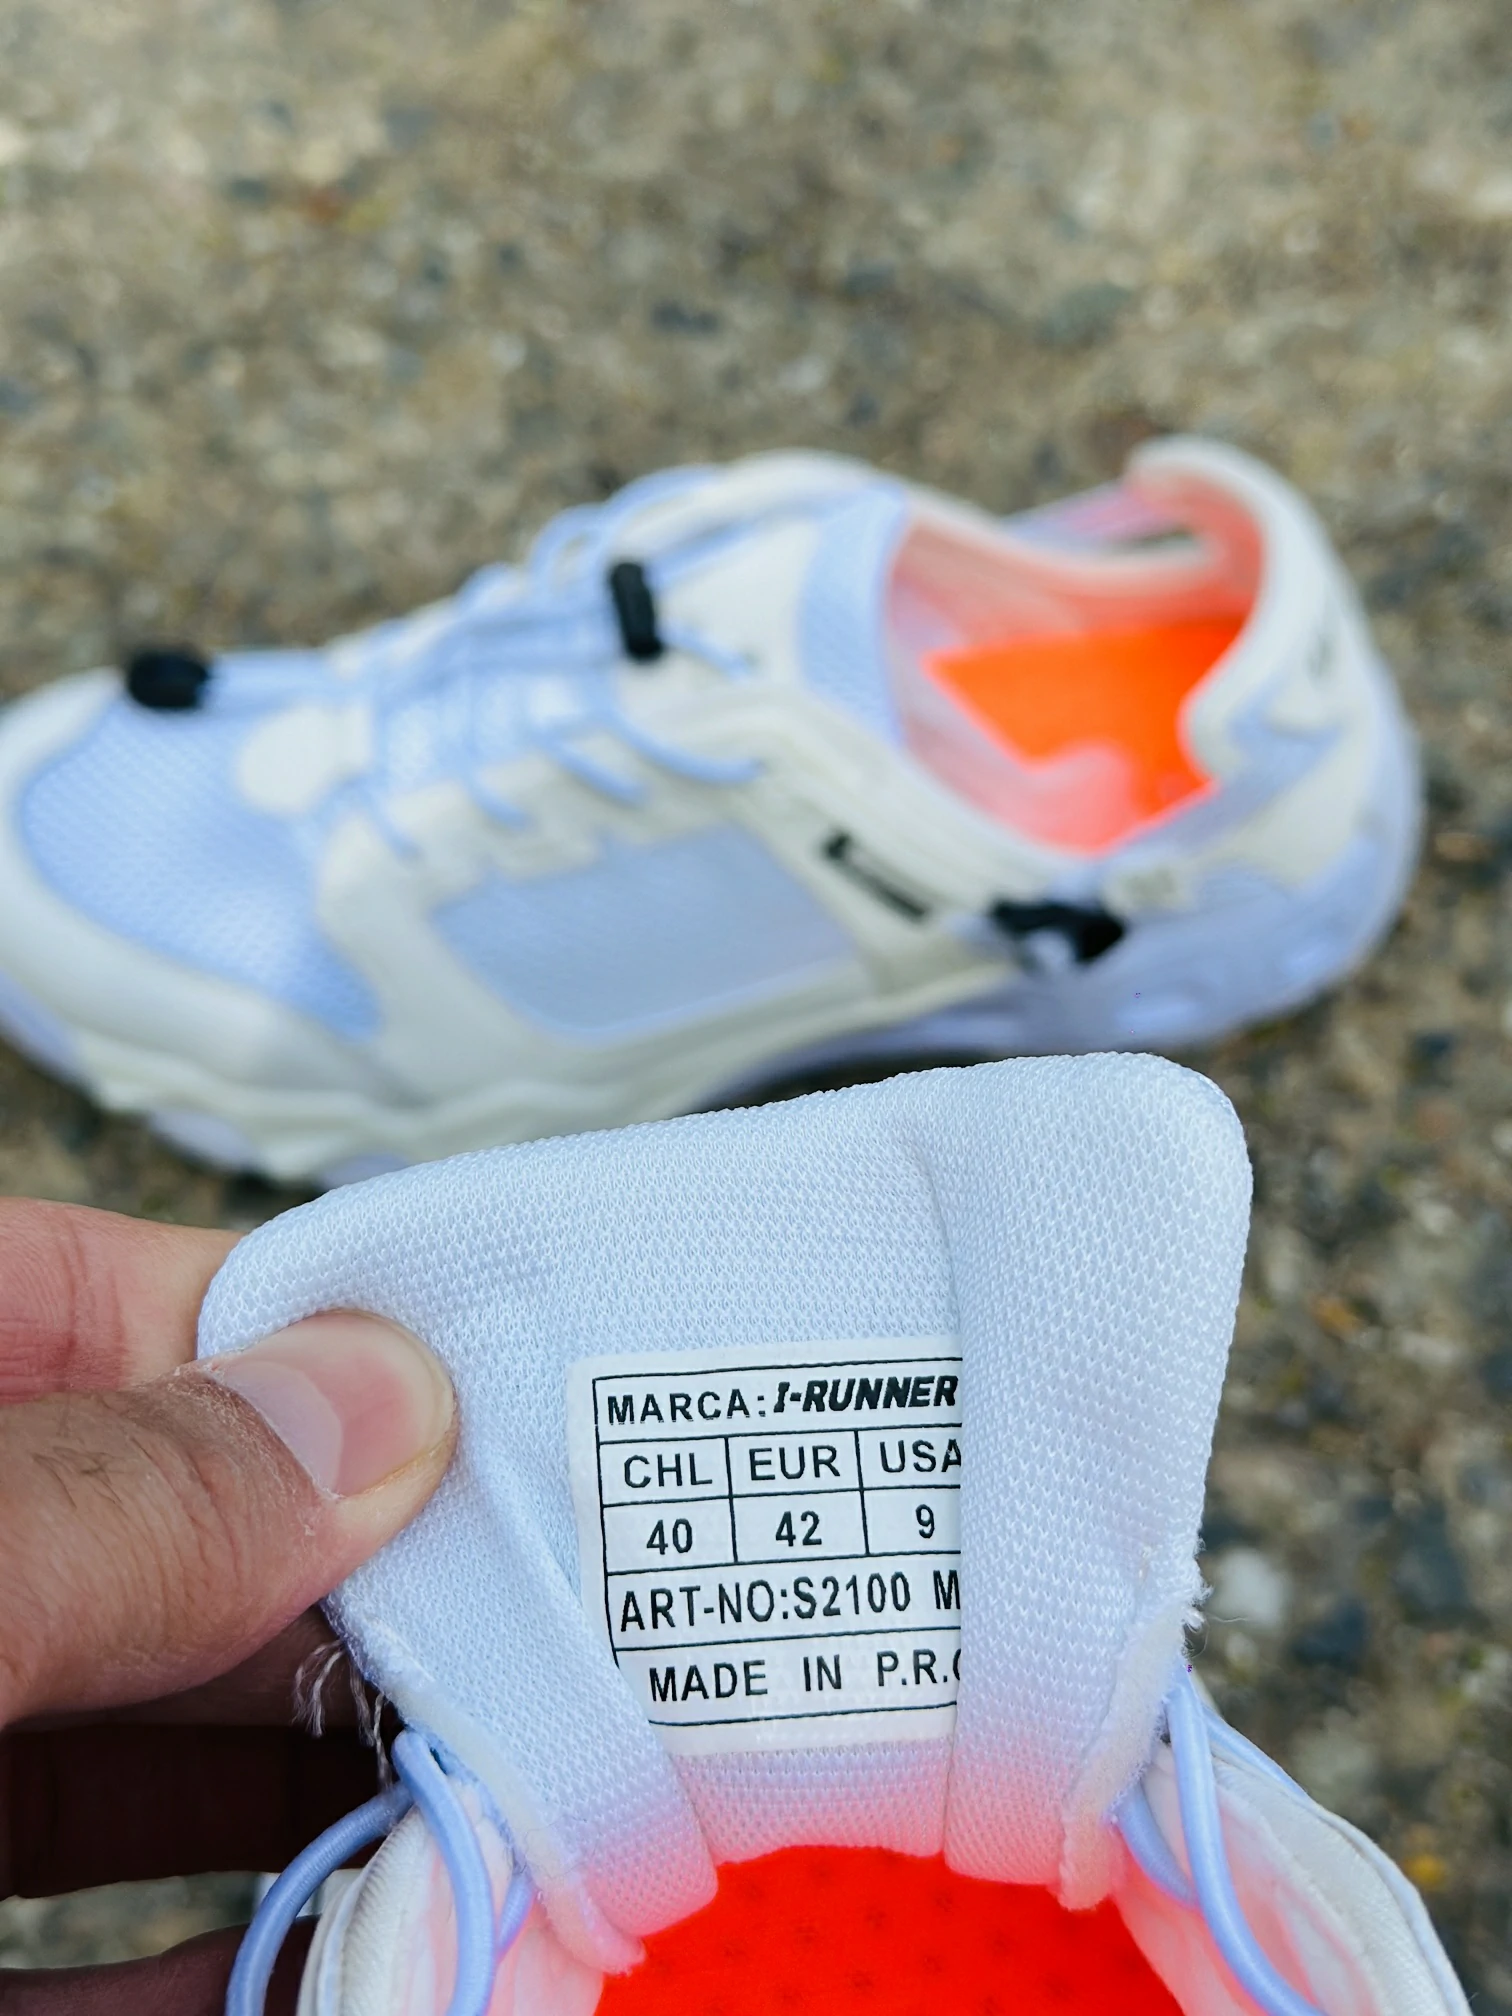 MARCA: I-RUNNER
CHL EUR USA
40 42 9
ART-NO:S2100 M
MADE IN P.R.C